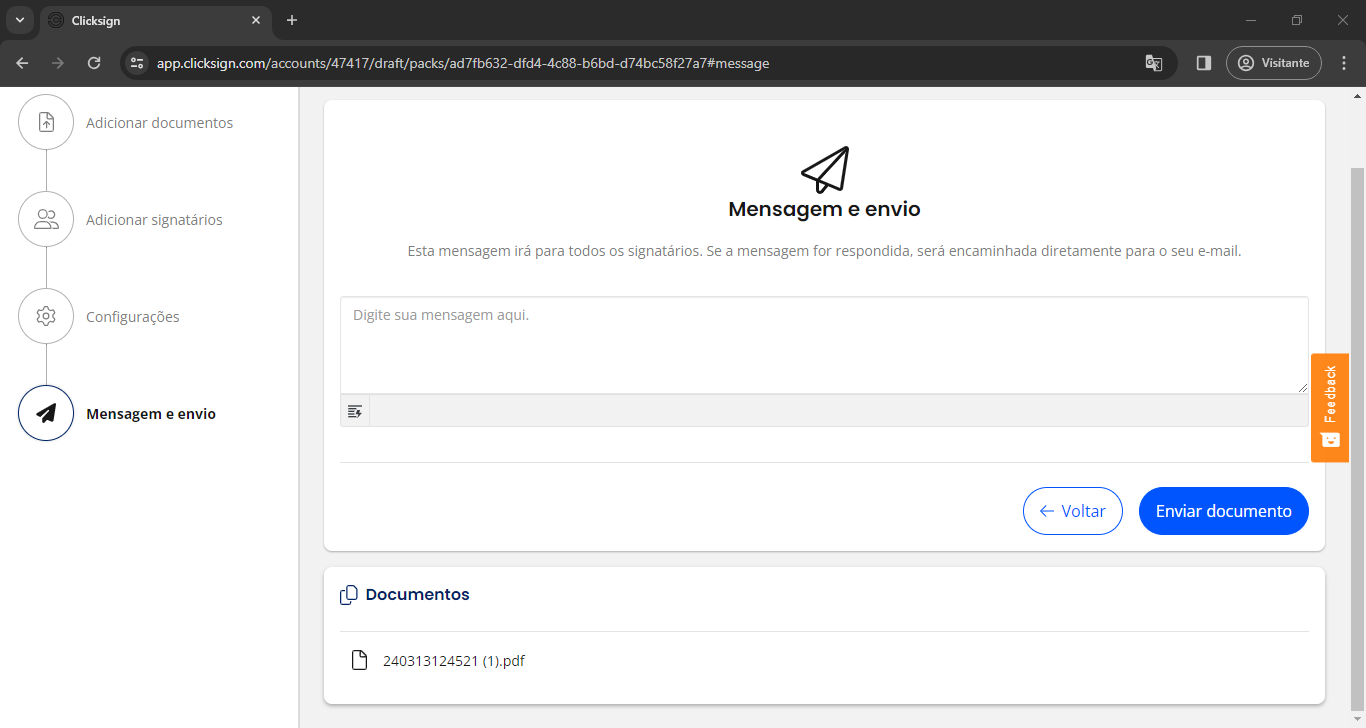 Clicksign
app.clicksign.com/accounts/47417/draft/packs/ad7fb632-dfd4-4c88-b6bd-d74bc58f27a7#message
Visitante
Adicionar documentos
Adicionar signatários
Configurações
Mensagem e envio
Mensagem e envio
Esta mensagem irá para todos os signatários. Se a mensagem for respondida, será encaminhada diretamente para o seu e-mail.
Digite sua mensagem aqui.
Feedback
Voltar
Enviar documento
Documentos
240313124521 (1).pdf